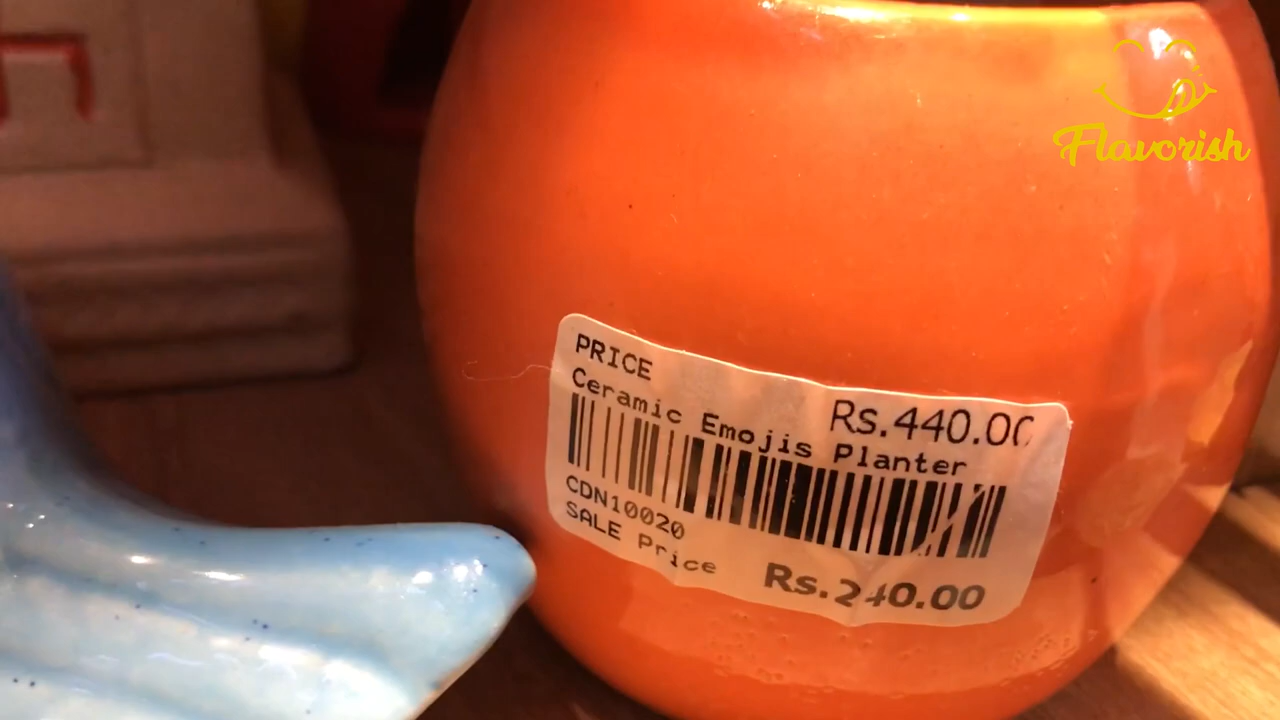 Flavorish
PRICE
Rs.440.00
Ceramic Emojis Planter
CDN10020
SALE Price
Rs.240.00